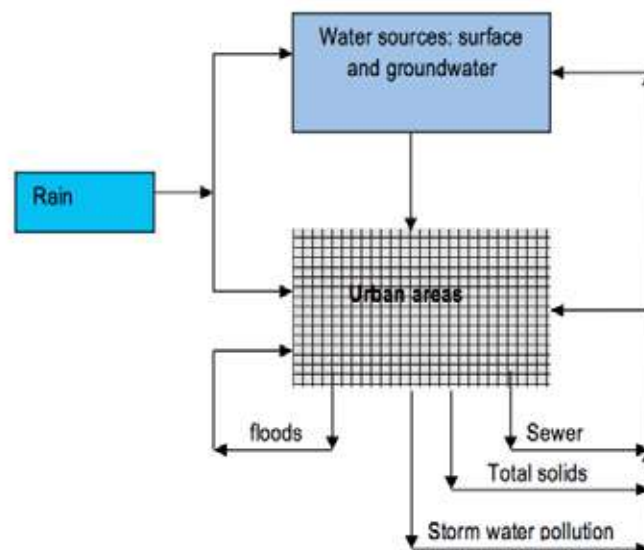 Water sources: surface
and groundwater
Rain
Urban areas
floods
Sewer
Total solids
Storm water pollution